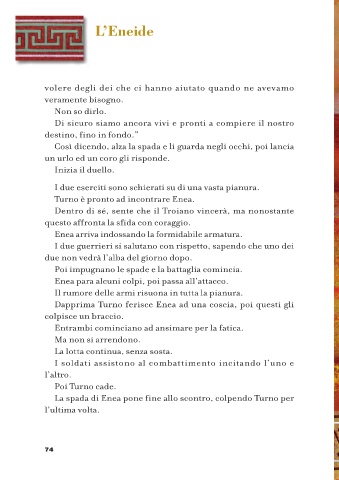 L'Eneide
volere degli dei che ci hanno aiutato quando ne avevamo
veramente bisogno.
Non so dirlo.
Di sicuro siamo ancora vivi e pronti a compiere il nostro
destino, fino in fondo.”
Così dicendo, alza la spada e li guarda negli occhi, poi lancia
un urlo ed un coro gli risponde.
Inizia il duello.
I due eserciti sono schierati su di una vasta pianura.
Turno è pronto ad incontrare Enea.
Dentro di sé, sente che il Troiano vincerà, ma nonostante
questo affronta la sfida con coraggio.
Enea arriva indossando la formidabile armatura.
I due guerrieri si salutano con rispetto, sapendo che uno dei
due non vedrà l’alba del giorno dopo.
Poi impugnano le spade e la battaglia comincia.
Enea para alcuni colpi, poi passa all’attacco.
Il rumore delle armi risuona in tutta la pianura.
Dapprima Turno ferisce Enea ad una coscia, poi questi gli
colpisce un braccio.
Entrambi cominciano ad ansimare per la fatica.
Ma non si arrendono.
La lotta continua, senza sosta.
I soldati assistono al combattimento incitando l’uno e
l’altro.
Poi Turno cade.
La spada di Enea pone fine allo scontro, colpendo Turno per
l’ultima volta.
74